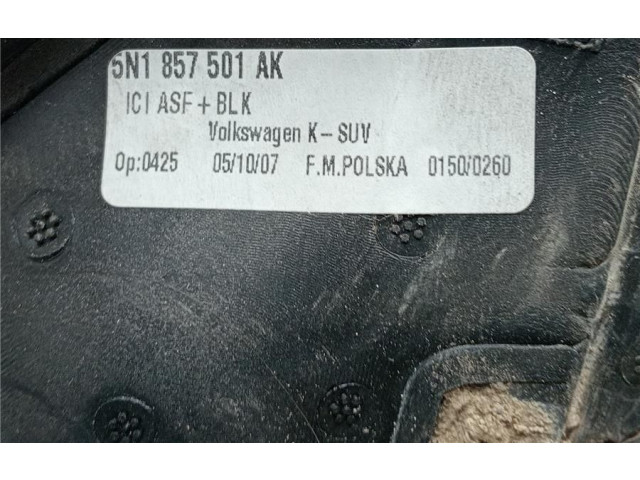 5N1 857 501 AK
ICI ASF+BLK
Volkswagen K-SUV
Op:0425 05/10/07 F.M.POLSKA 0150/0260